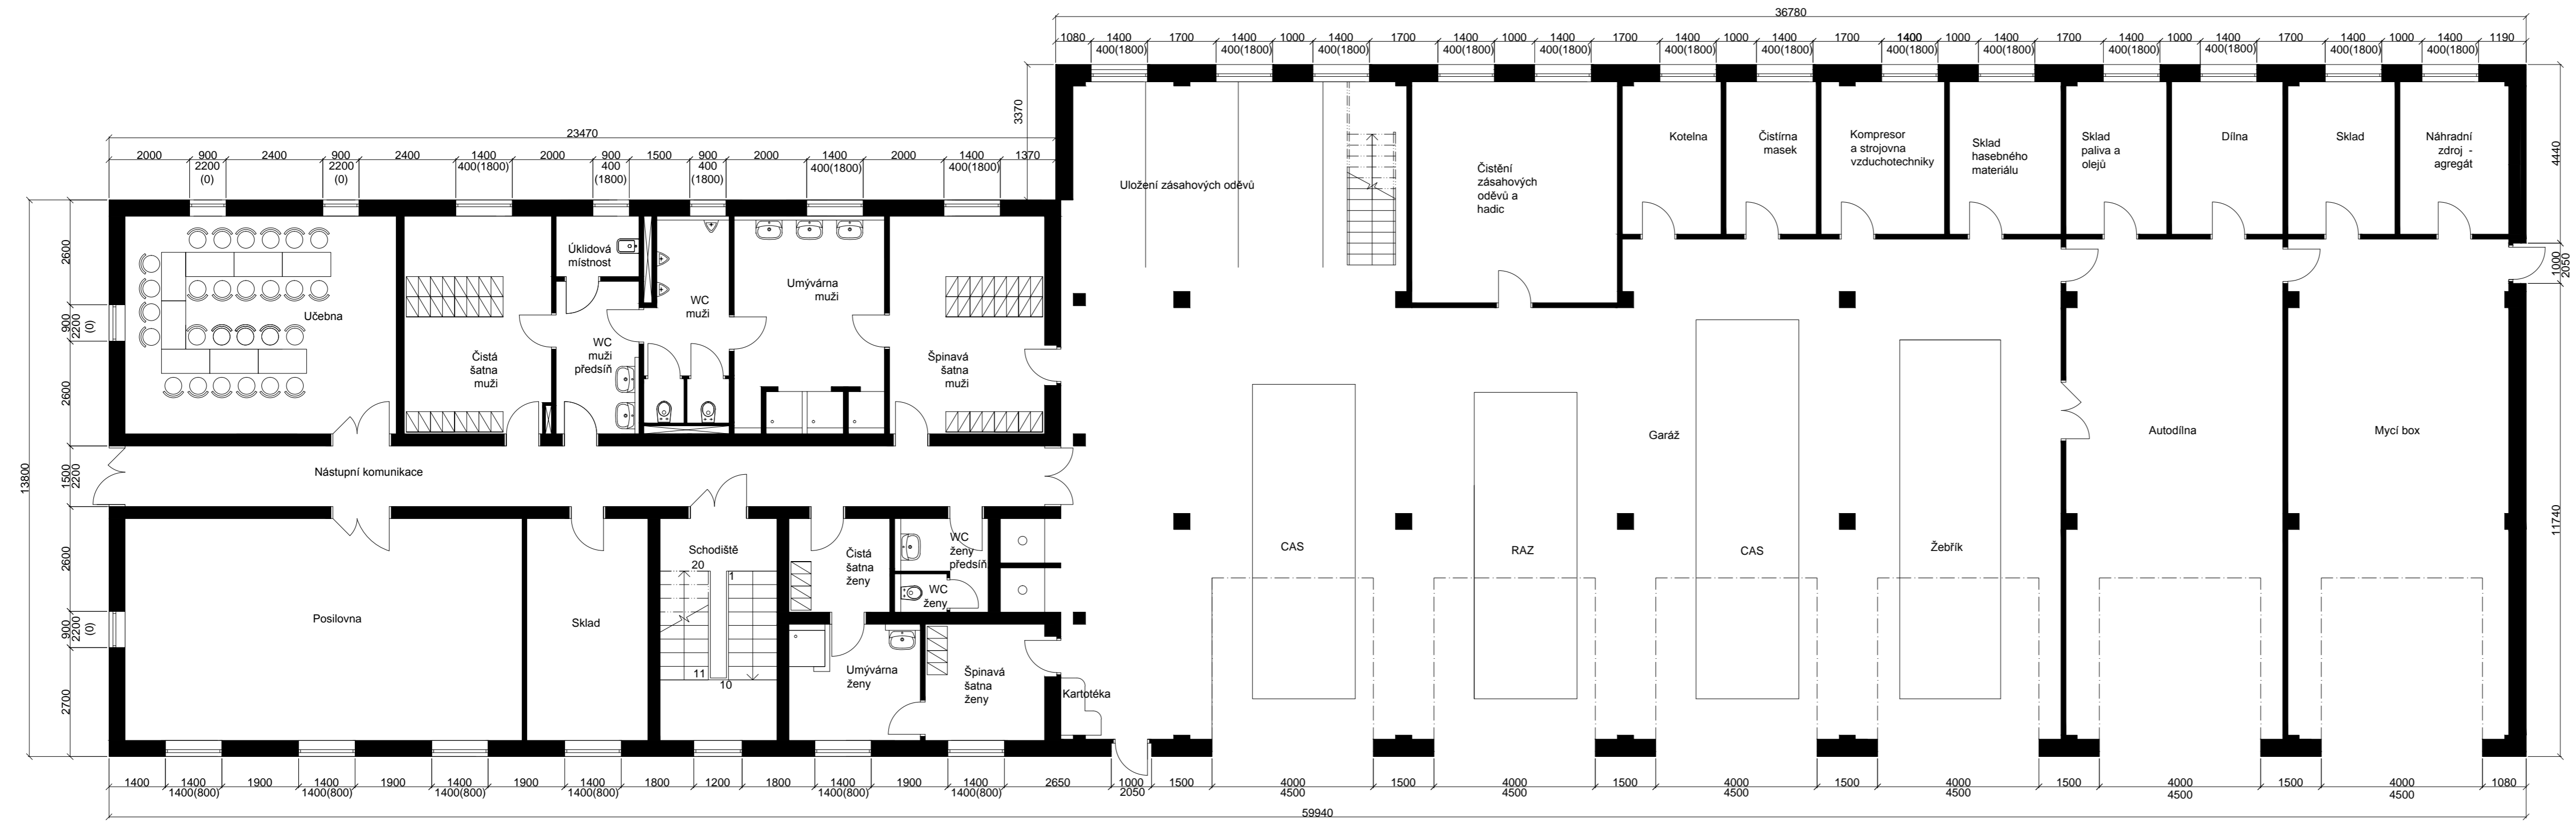 36780
1080 1400 1700 1400 1000 1400 1700 1400 1000 1400 1700 1400 1000 1400 1700 1400 1000 1400 1700 1400 1000 1400 1700 1400 1000 1400 1190
400(1800) 400(1800) 400(1800) 400(1800) 400(1800) 400(1800) 400(1800) 400(1800) 400(1800) 400(1800) 400(1800) 400(1800) 400(1800)
3370
23470
2000 900 2400 900 2400 1400 2000 900 1500 900 2000 1400 2000 1400 1370
2200 2200 400(1800) 400 400 400(1800) 400(1800)
(0) (0) (1800) (1800)
4440
1000
2050
11740
13800
2600
900
2200
(0)
2600
1500
2200
2600
900
2200
(0)
2700
Kotelna
Čistírna
masek
Kompresor
a strojovna
vzduchotechniky
Sklad
hasebného
materiálu
Sklad
paliva a
olejů
Dílna
Sklad
Náhradní
zdroj -
agregát
Uložení zásahových oděvů
Čistění
zásahových
oděvů a
hadic
Učebna
Čistá
šatna
muži
Úklidová
místnost
WC
muži
předsíň
WC
muži
Umývárna
muži
Špinavá
šatna
muži
Garáž
Autodílna
Mycí box
Nástupní komunikace
CAS
RAZ
CAS
Žebřík
Posilovna
Sklad
Schodiště
20
1
11
10
Čistá
šatna
ženy
WC
ženy
předsíň
WC
ženy
Umývárna
ženy
Špinavá
šatna
ženy
Kartotéka
1400 1400 1900 1400 1900 1400 1900 1400 1800 1200 1800 1400 1900 1400 2650 1000 1500 4000 1500 4000 1500 4000 1500 4000 1500 4000 1500 4000 1080
1400(800) 1400(800) 1400(800) 1400(800) 1400(800) 1400(800) 2050 4500 4500 4500 4500 4500 4500
59940